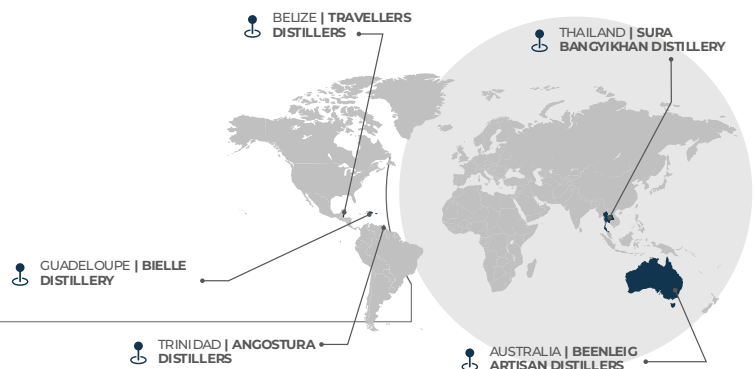 BELIZE | TRAVELLERS
DISTILLERS
THAILAND | SURA
BANGYIKHAN DISTILLERY
GUADELOUPE | BIELLE
DISTILLERY
TRINIDAD | ANGOSTURA
DISTILLERS
AUSTRALIA | BEENLEIG
ARTISAN DISTILLERS